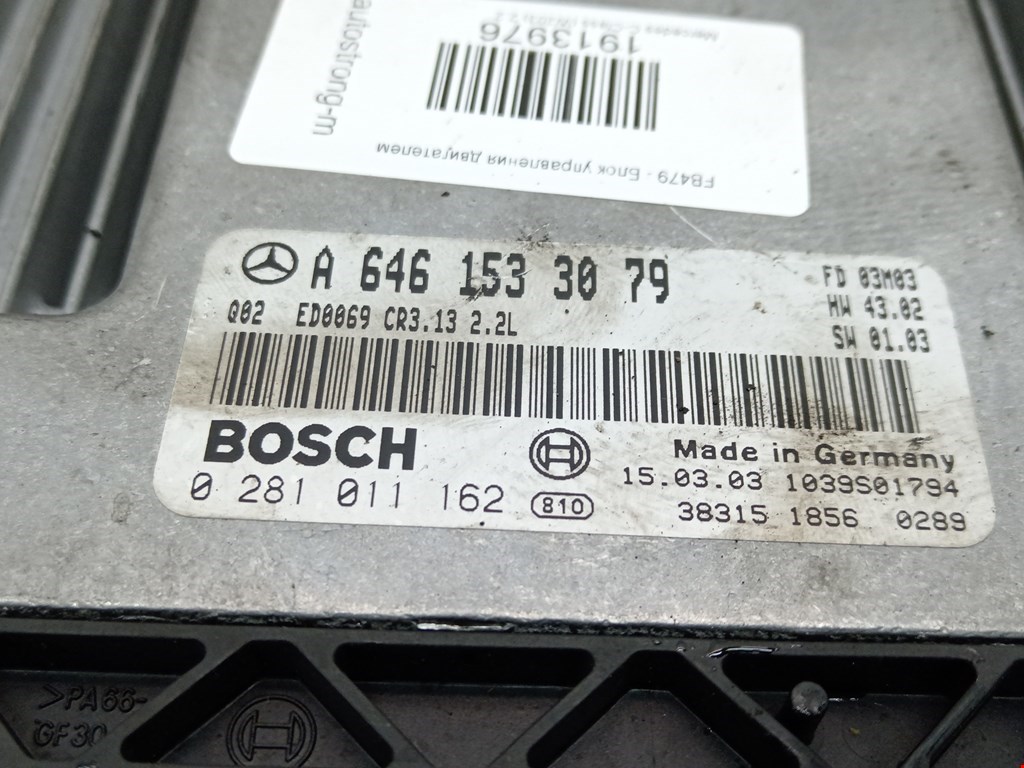 FB479 - Блок управления двигателем
1913976
autostrong-m
A 646 153 30 79
FD 03M03
Q02 ED0069 CR3.13 2.2L
HW 43.02
SW 01.03
BOSCH
Made in Germany
0 281 011 162
810
15.03.03 1039S01794
38315 1856 0289
>PA66-
GF30